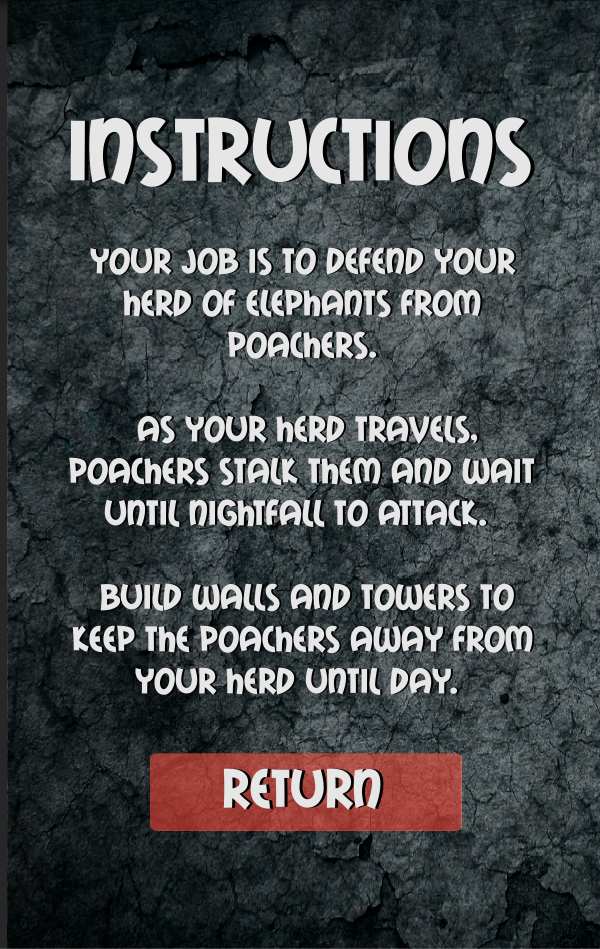 INSTRUCTIONS
YOUR JOB IS TO DEFEND YOUR
HERD OF ELEPHANTS FROM
POACHERS.
AS YOUR HERD TRAVELS,
POACHERS STALK THEM AND WAIT
UNTIL NIGHTFALL TO ATTACK.
BUILD WALLS AND TOWERS TO
KEEP THE POACHERS AWAY FROM
YOUR HERD UNTIL DAY.
RETURN